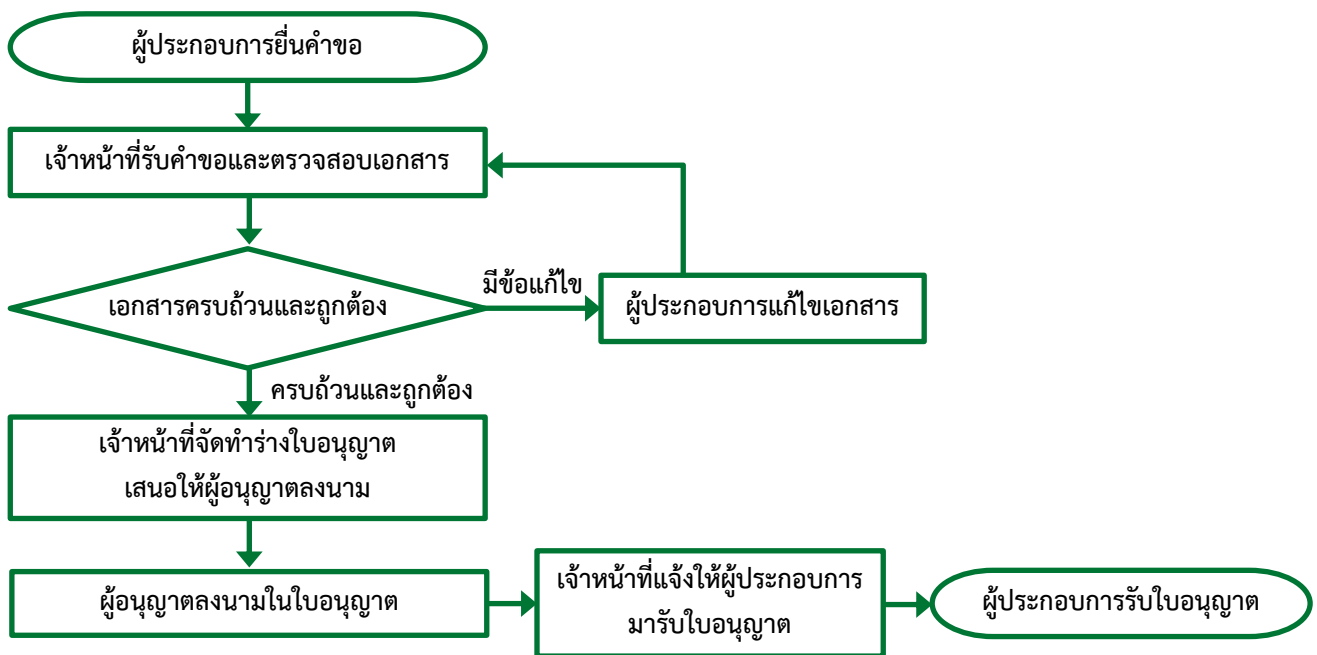 ผู้ประกอบการยื่นคำขอ
เจ้าหน้าที่รับคำขอและตรวจสอบเอกสาร
เอกสารครบถ้วนและถูกต้อง
มีข้อแก้ไข
ผู้ประกอบการแก้ไขเอกสาร
ครบถ้วนและถูกต้อง
เจ้าหน้าที่จัดทำร่างใบอนุญาต
เสนอให้ผู้อนุญาตลงนาม
ผู้อนุญาตลงนามในใบอนุญาต
เจ้าหน้าที่แจ้งให้ผู้ประกอบการ
มารับใบอนุญาต
ผู้ประกอบการรับใบอนุญาต